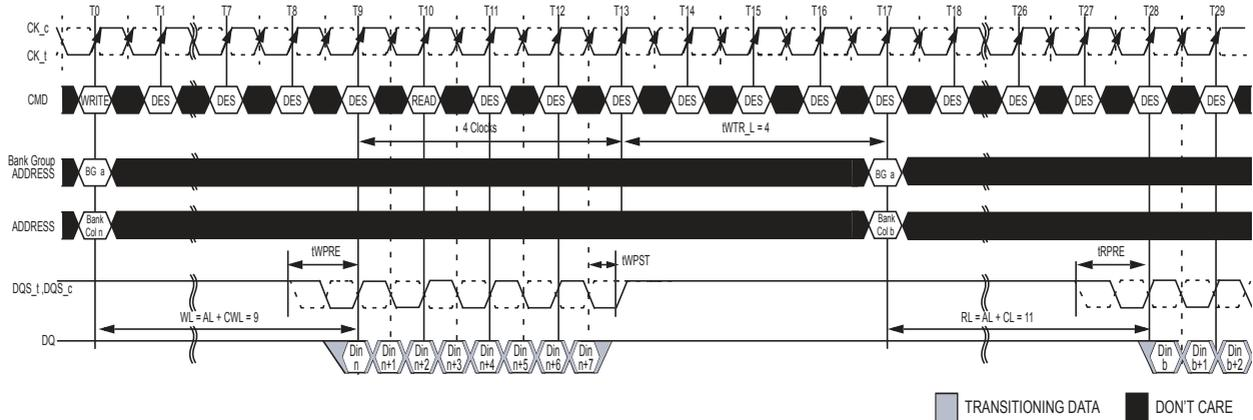 T0 T1 T7 T8 T9 T10 T11 T12 T13 T14 T15 T16 T17 T18 T26 T27 T28 T29
CK_c
CK_t
CMD WRITE DES DES DES DES READ DES DES DES DES DES DES DES DES DES DES DES DES
4 Clocks tWTR_L = 4
Bank Group
ADDRESS BG a BG a
ADDRESS Bank Col n Bank Col b
tWPRE tWPST tRPRE
DQS_t ,DQS_c
WL = AL + CWL = 9 RL = AL + CL = 11
DQ Din n Din n+1 Din n+2 Din n+3 Din n+4 Din n+5 Din n+6 Din n+7 Din b Din b+1 Din b+2
TRANSITIONING DATA DON'T CARE